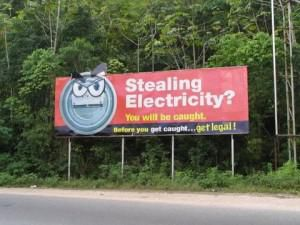 Stealing
Electricity?
You will be caught.
Before you get caught...get legal!